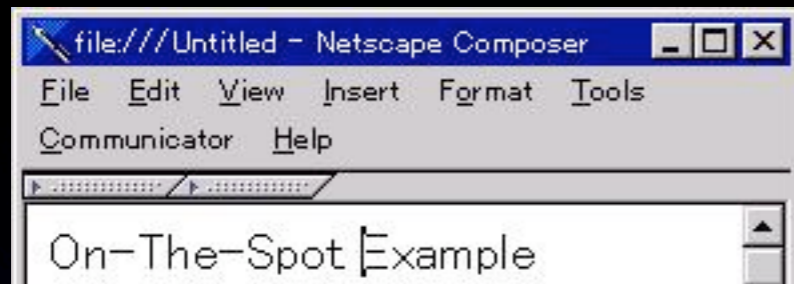 file:///Untitled - Netscape Composer
File Edit View Insert Format Tools
Communicator Help
On-The-Spot Example